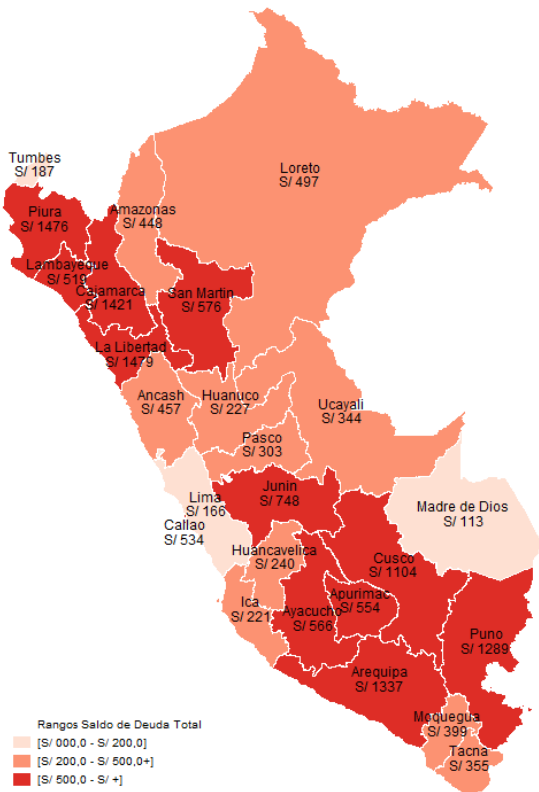 Tumbes
S/ 187
Loreto
S/ 497
Piura
S/ 1476
Amazonas
S/ 448
Lambayeque
S/ 519
Cajamarca
S/ 1421
San Martin
S/ 576
La Libertad
S/ 1479
Ancash
S/ 457
Huanuco
S/ 227
Ucayali
S/ 344
Pasco
S/ 303
Junin
S/ 748
Lima
S/ 166
Callao
S/ 534
Madre de Dios
S/ 113
Huancavelica
S/ 240
Cusco
S/ 1104
Ica
S/ 221
Ayacucho
S/ 566
Apurimac
S/ 554
Puno
S/ 1289
Arequipa
S/ 1337
Moquegua
S/ 399
Tacna
S/ 355
Rangos Saldo de Deuda Total
[S/ 000,0 - S/ 200,0]
[S/ 200,0 - S/ 500,0+]
[S/ 500,0 - S/ +]